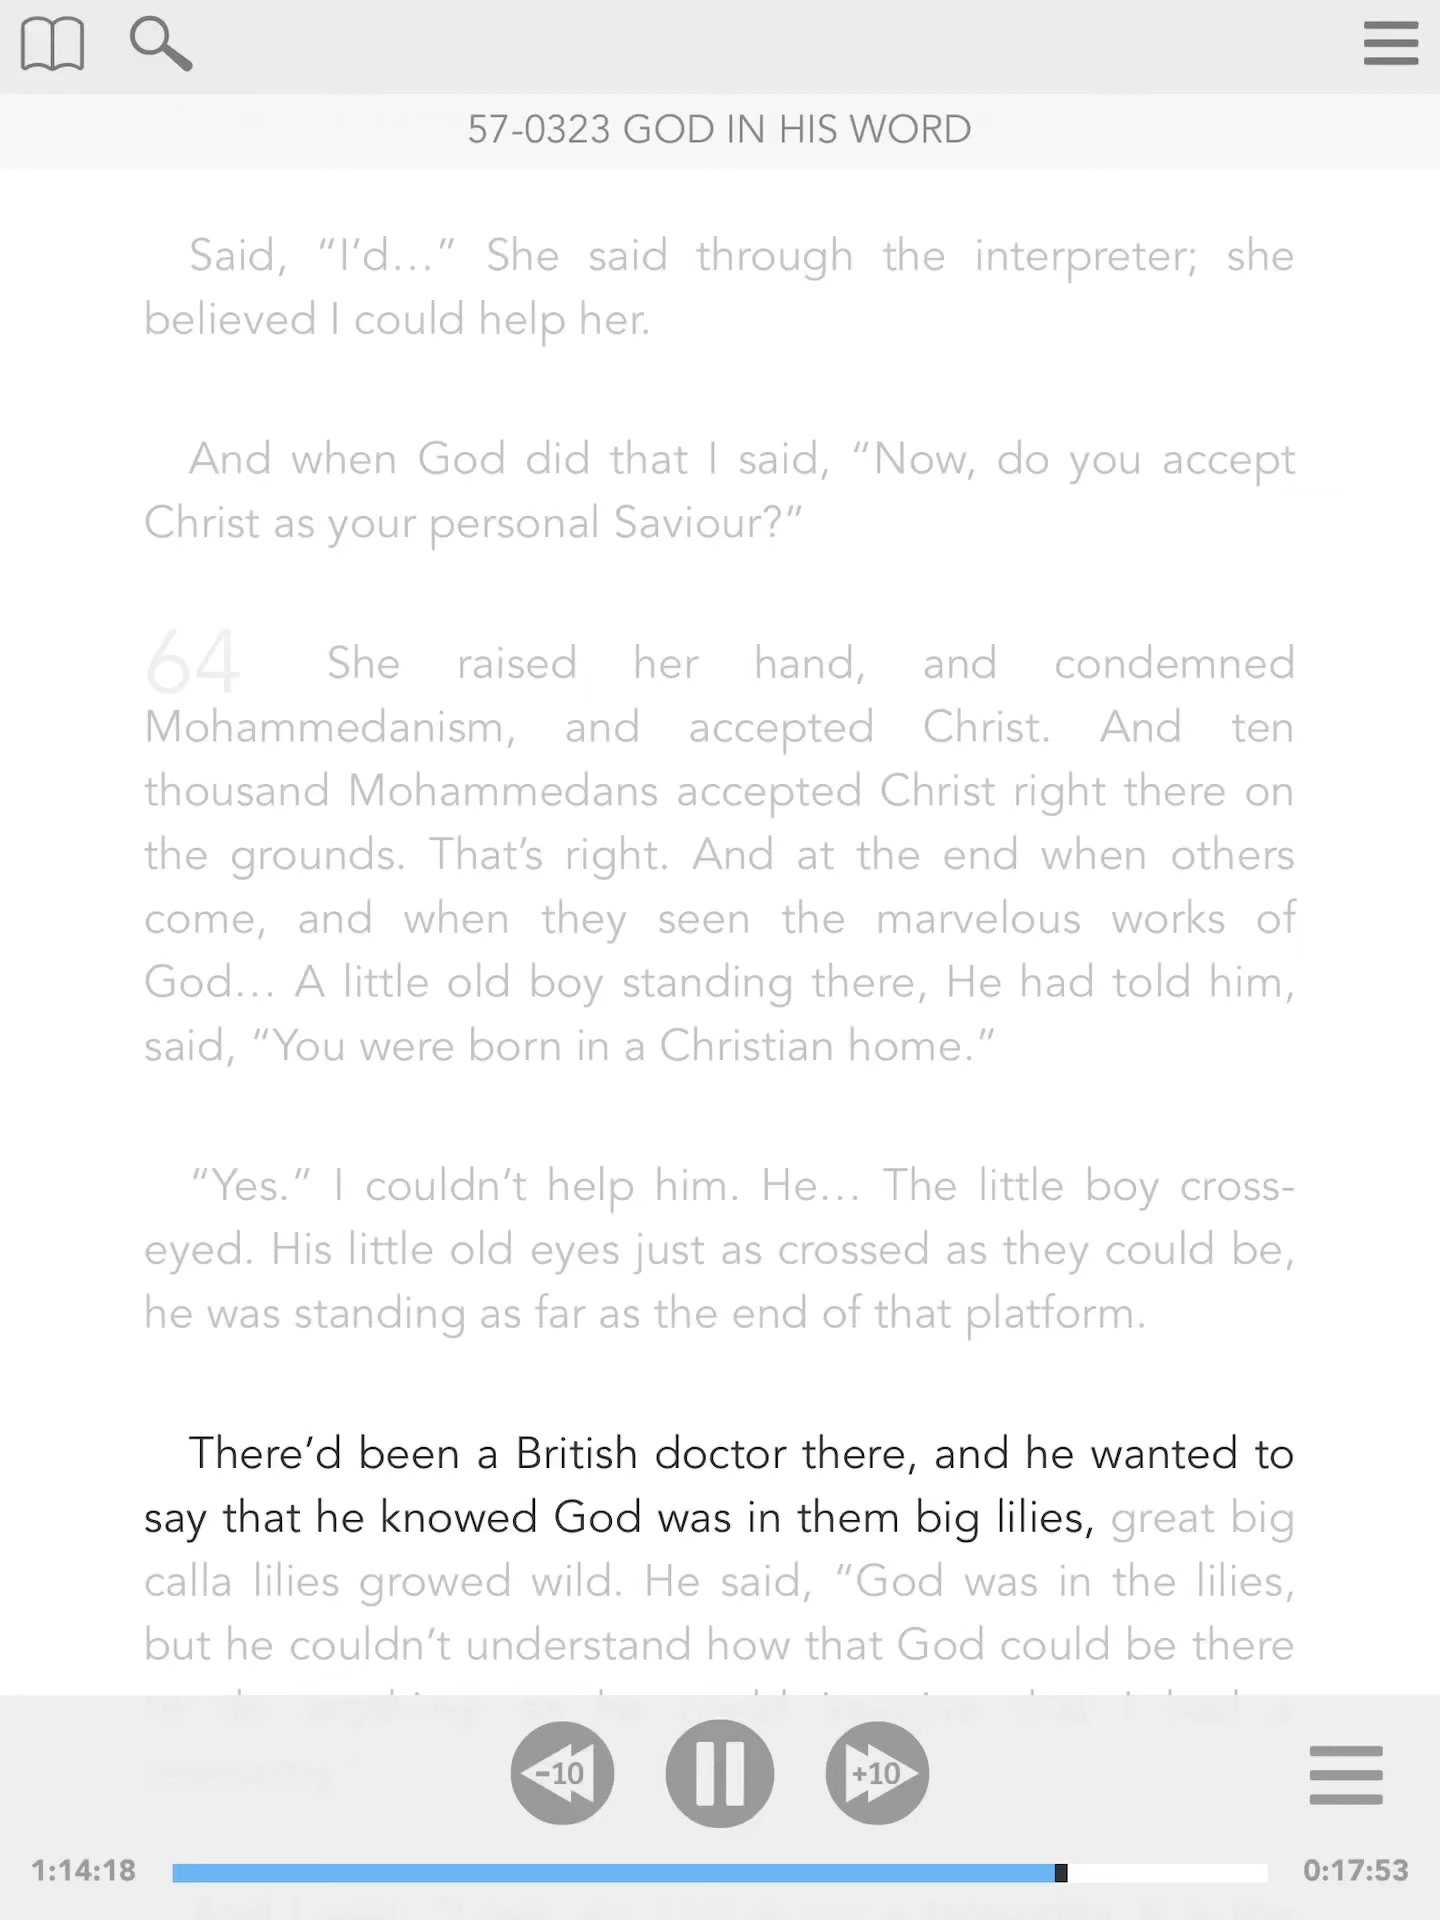 57-0323 GOD IN HIS WORD
Said, “I’d…” She said through the interpreter; she
believed I could help her.
And when God did that I said, “Now, do you accept
Christ as your personal Saviour?”
64 She raised her hand, and condemned
Mohammedanism, and accepted Christ. And ten
thousand Mohammedans accepted Christ right there on
the grounds. That’s right. And at the end when others
come, and when they seen the marvelous works of
God… A little old boy standing there, He had told him,
said, “You were born in a Christian home.”
“Yes.” I couldn’t help him. He… The little boy cross-
eyed. His little old eyes just as crossed as they could be,
he was standing as far as the end of that platform.
There’d been a British doctor there, and he wanted to
say that he knowed God was in them big lilies, great big
calla lilies growed wild. He said, “God was in the lilies,
but he couldn’t understand how that God could be there
-10 +10
1:14:18 0:17:53